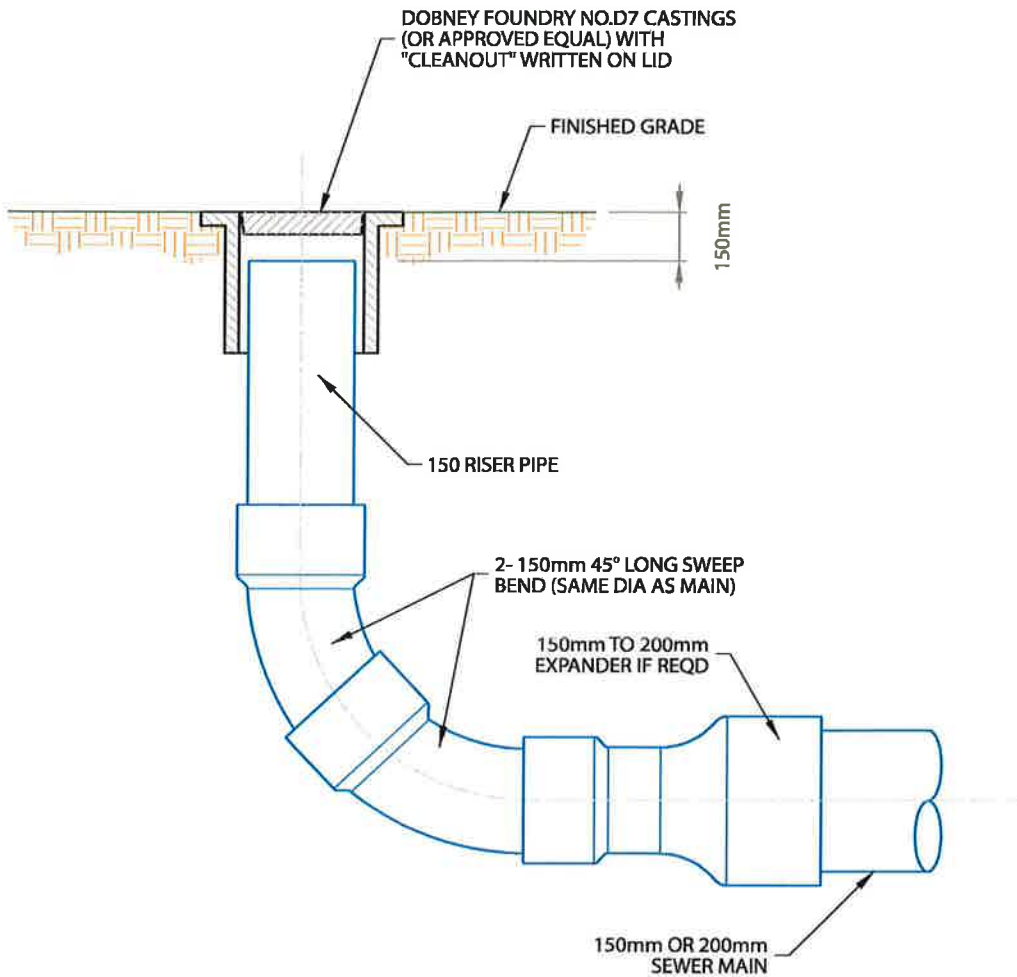 DOBNEY FOUNDRY NO.D7 CASTINGS
(OR APPROVED EQUAL) WITH
"CLEANOUT" WRITTEN ON LID
FINISHED GRADE
150mm
150 RISER PIPE
2- 150mm 45° LONG SWEEP
BEND (SAME DIA AS MAIN)
150mm TO 200mm
EXPANDER IF REQD
150mm OR 200mm
SEWER MAIN